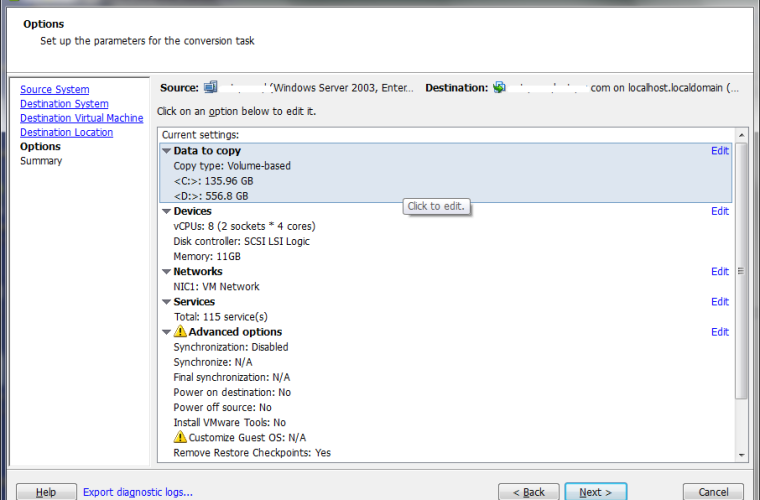 Options
Set up the parameters for the conversion task
Source System
Destination System
Destination Virtual Machine
Destination Location
Options
Summary
Source: (Windows Server 2003, Enter... Destination: com on localhost.localdomain (...
Click on an option below to edit it.
Current settings:
Data to copy Edit
Copy type: Volume-based
<C:>: 135.96 GB
<D:>: 556.8 GB
Click to edit.
Devices Edit
vCPUs: 8 (2 sockets * 4 cores)
Disk controller: SCSI LSI Logic
Memory: 11GB
Networks Edit
NIC1: VM Network
Services Edit
Total: 115 service(s)
Advanced options Edit
Synchronization: Disabled
Synchronize: N/A
Final synchronization: N/A
Power on destination: No
Power off source: No
Install VMware Tools: No
Customize Guest OS: N/A
Remove Restore Checkpoints: Yes
Help Export diagnostic logs... < Back Next > Cancel